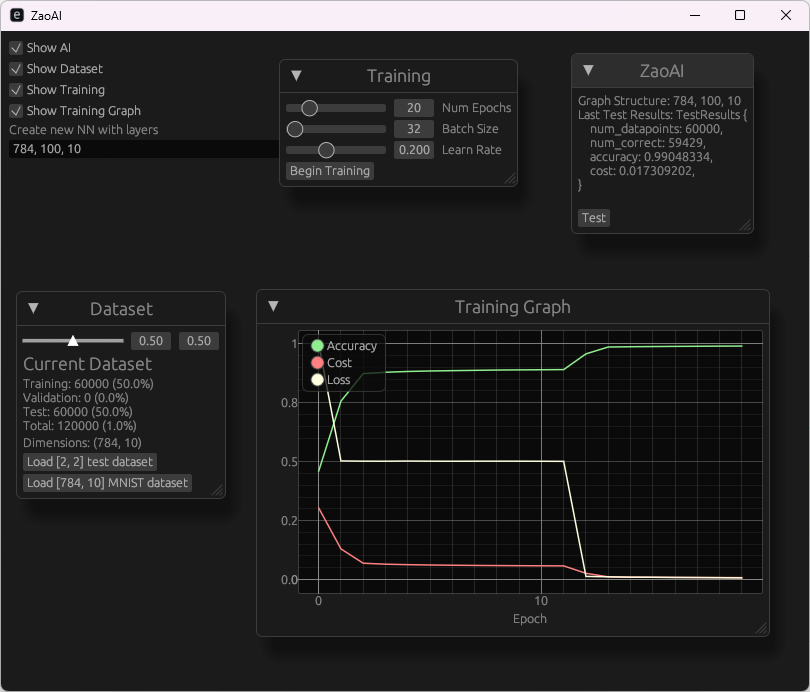 ZaoAI
Show AI
Show Dataset
Show Training
Show Training Graph
Create new NN with layers
784, 100, 10
Training
20 Num Epochs
32 Batch Size
0.200 Learn Rate
Begin Training
ZaoAI
Graph Structure: 784, 100, 10
Last Test Results: TestResults {
num_datapoints: 60000,
num_correct: 59429,
accuracy: 0.99048334,
cost: 0.017309202,
}
Test
Dataset
0.50 0.50
Current Dataset
Training: 60000 (50.0%)
Validation: 0 (0.0%)
Test: 60000 (50.0%)
Total: 120000 (1.0%)
Dimensions: (784, 10)
Load [2, 2] test dataset
Load [784, 10] MNIST dataset
Training Graph
Accuracy
Cost
Loss
1
0.8
0.5
0.2
0.0
0 10
Epoch